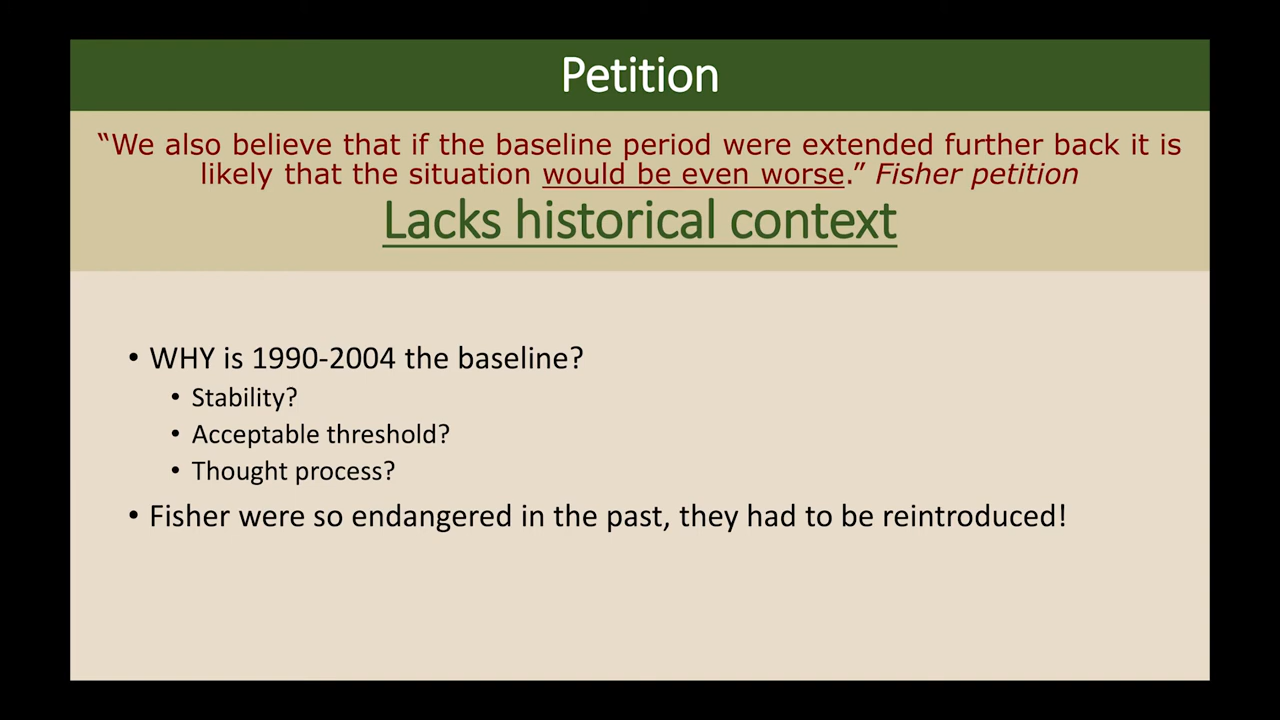 Petition
“We also believe that if the baseline period were extended further back it is
likely that the situation would be even worse.” Fisher petition
Lacks historical context
• WHY is 1990-2004 the baseline?
• Stability?
• Acceptable threshold?
• Thought process?
• Fisher were so endangered in the past, they had to be reintroduced!